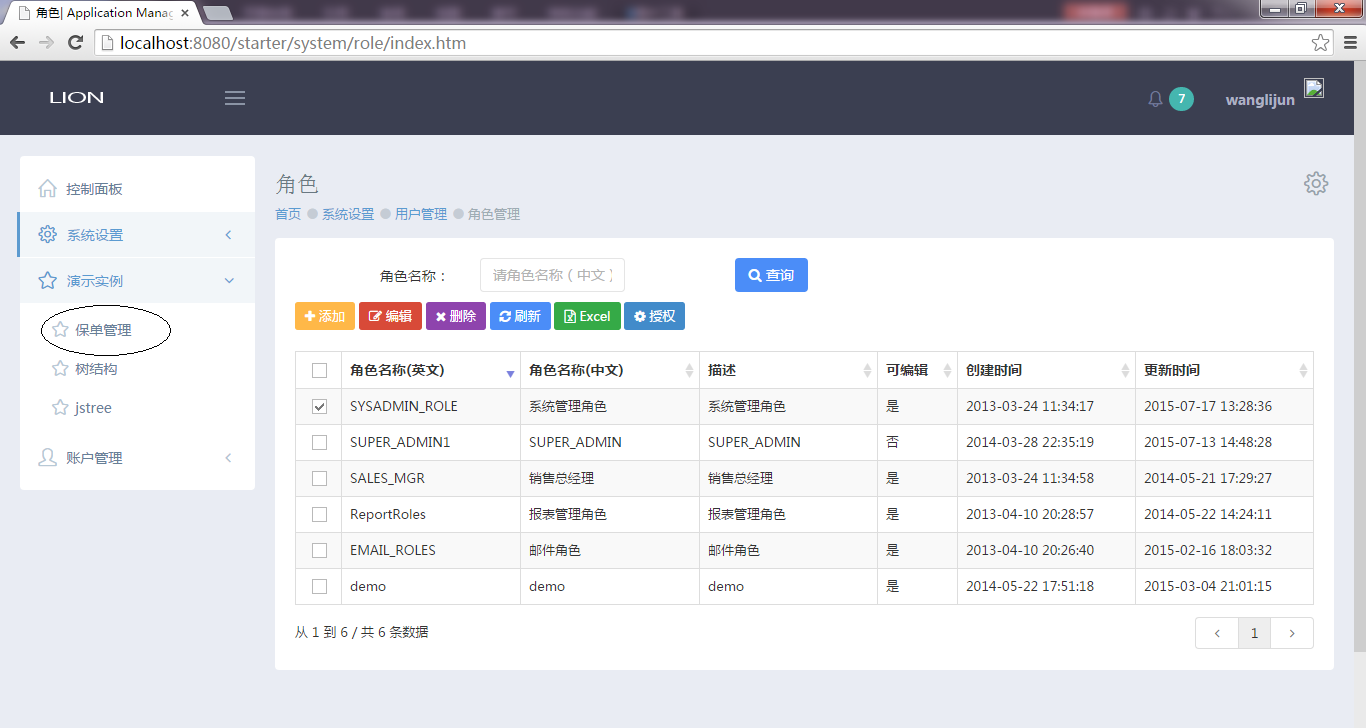 角色| Application Manag
localhost:8080/starter/system/role/index.htm
LION
7
wanglijun
控制面板
系统设置
演示实例
保单管理
树结构
jstree
账户管理
角色
首页 系统设置 用户管理 角色管理
角色名称： 请角色名称（中文） 查询
添加 编辑 删除 刷新 Excel 授权
角色名称(英文) 角色名称(中文) 描述 可编辑 创建时间 更新时间
SYSADMIN_ROLE 系统管理角色 系统管理角色 是 2013-03-24 11:34:17 2015-07-17 13:28:36
SUPER_ADMIN1 SUPER_ADMIN SUPER_ADMIN 否 2014-03-28 22:35:19 2015-07-13 14:48:28
SALES_MGR 销售总经理 销售总经理 是 2013-03-24 11:34:58 2014-05-21 17:29:27
ReportRoles 报表管理角色 报表管理角色 是 2013-04-10 20:28:57 2014-05-22 14:24:11
EMAIL_ROLES 邮件角色 邮件角色 是 2013-04-10 20:26:40 2015-02-16 18:03:32
demo demo demo 是 2014-05-22 17:51:18 2015-03-04 21:01:15
从 1 到 6 / 共 6 条数据
1